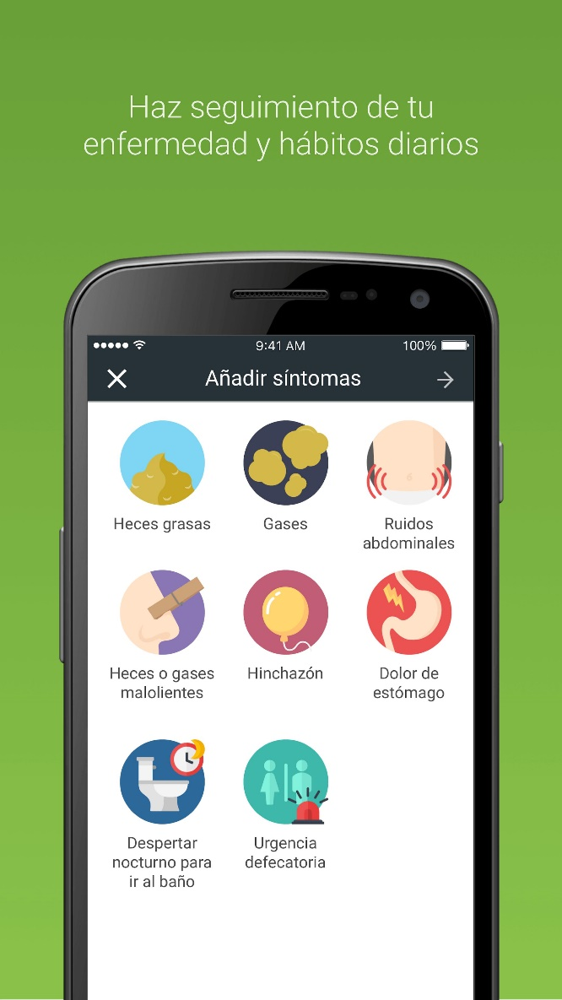 Haz seguimiento de tu
enfermedad y hábitos diarios
9:41 AM
100%
Añadir síntomas
Heces grasas
Gases
Ruidos
abdominales
Heces o gases
malolientes
Hinchazón
Dolor de
estómago
Despertar
nocturno para
ir al baño
Urgencia
defecatoria